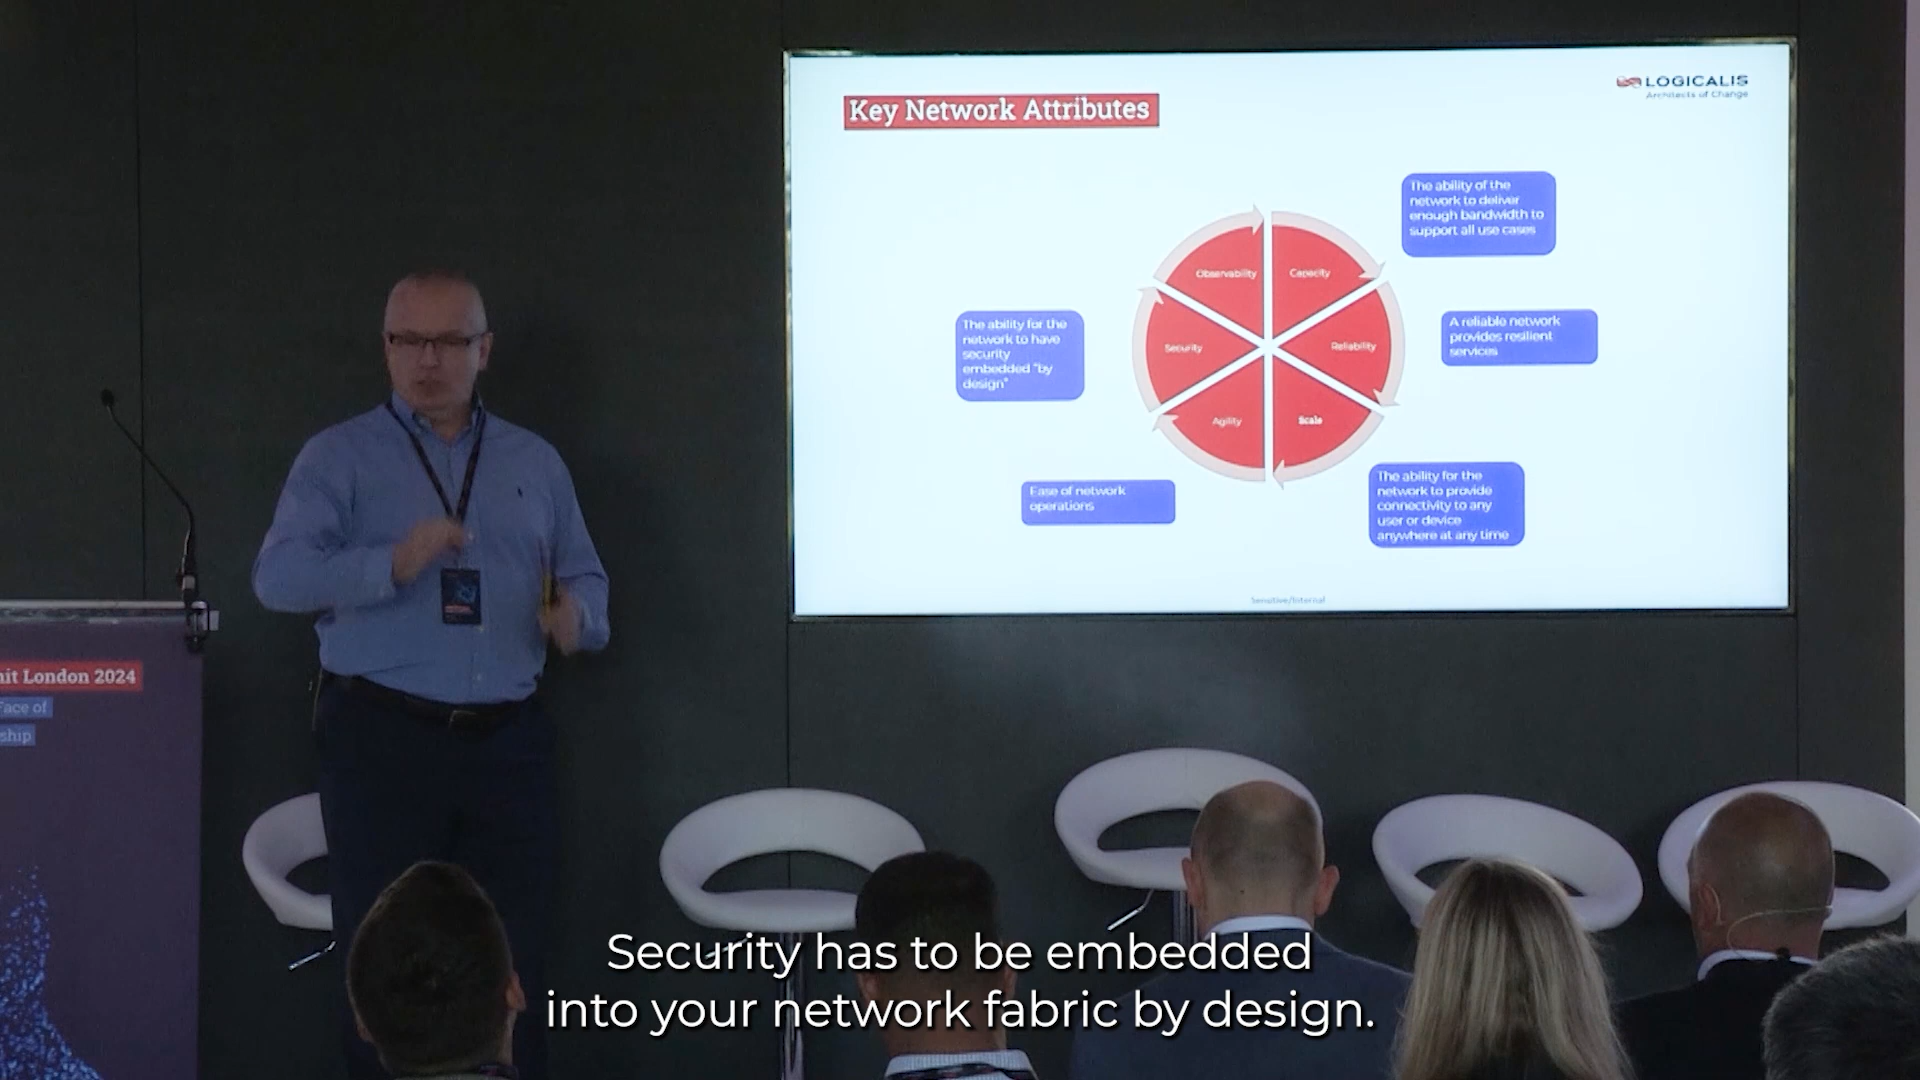 LOGICALIS
Architects of Change
Key Network Attributes
The ability of the
network to deliver
enough bandwidth to
support all use cases
Observability
Capacity
The ability for the
network to have
security
embedded "by
design"
A reliable network
provides resilient
services
Security
Reliability
Agility
Scale
The ability for the
network to provide
connectivity to any
user or device
anywhere at any time
Ease of network
operations
Sensitive/Internal
London 2024
Face of
Security has to be embedded
into your network fabric by design.